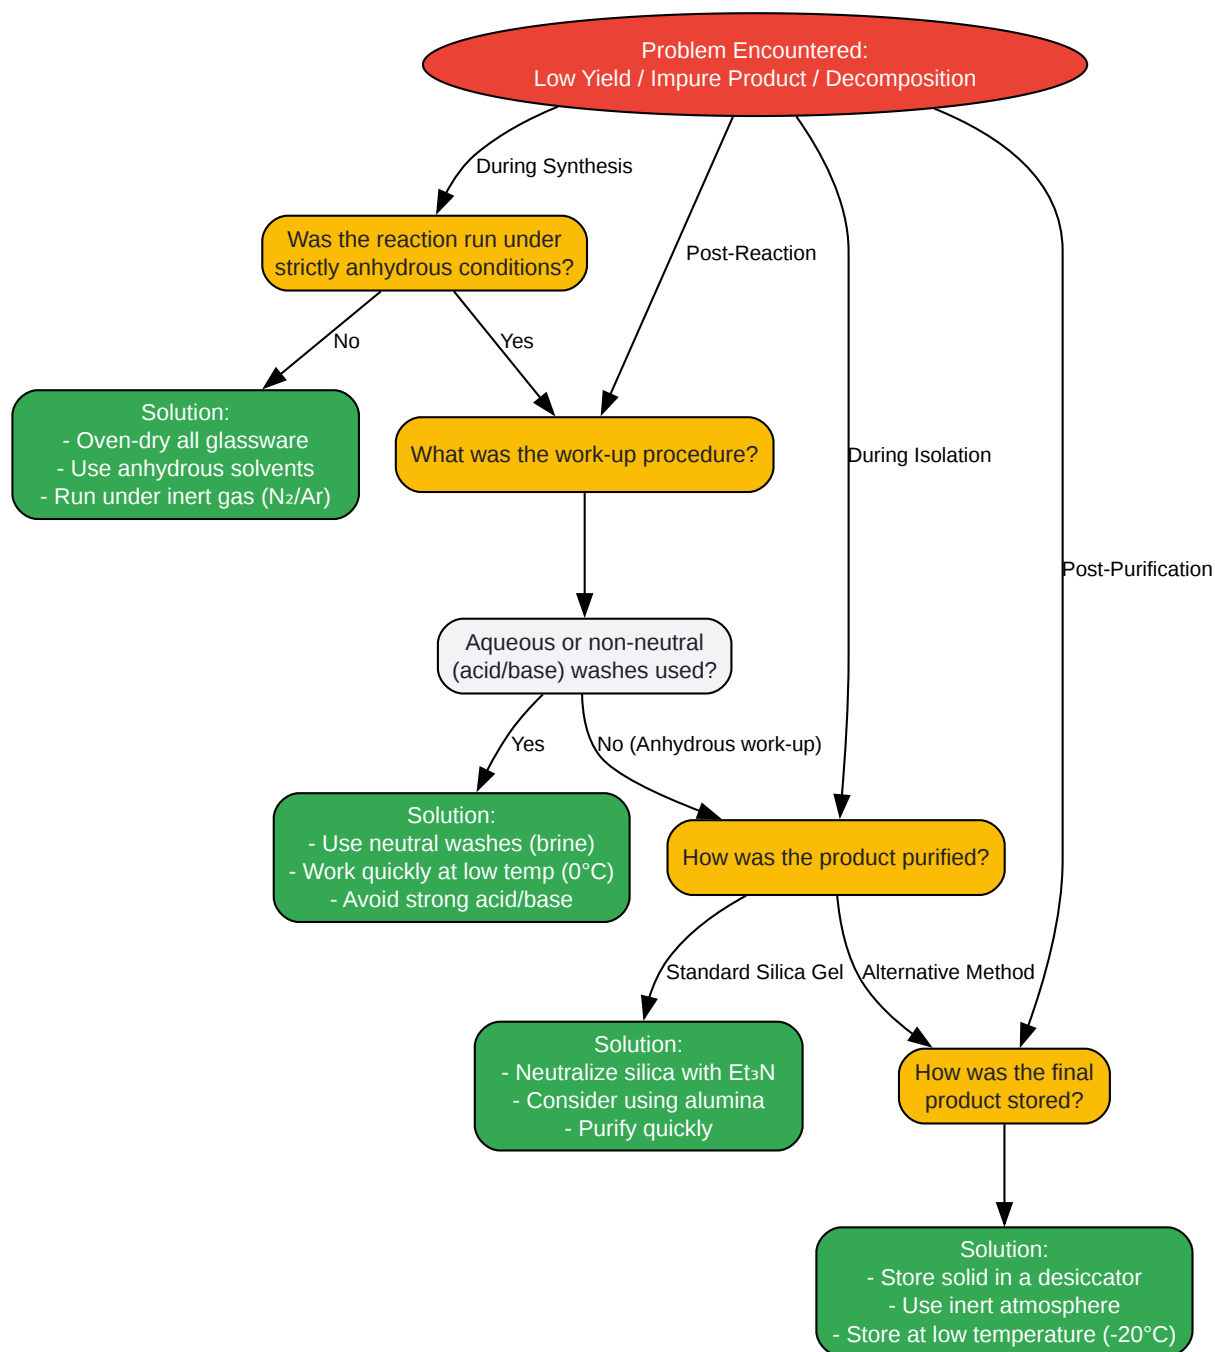 Problem Encountered:
Low Yield / Impure Product / Decomposition
During Synthesis
Was the reaction run under
strictly anhydrous conditions?
Post-Reaction
No
Yes
Solution:
- Oven-dry all glassware
- Use anhydrous solvents
- Run under inert gas (N₂/Ar)
What was the work-up procedure?
During Isolation
Post-Purification
Aqueous or non-neutral
(acid/base) washes used?
Yes
No (Anhydrous work-up)
Solution:
- Use neutral washes (brine)
- Work quickly at low temp (0°C)
- Avoid strong acid/base
How was the product purified?
Standard Silica Gel
Alternative Method
Solution:
- Neutralize silica with Et₃N
- Consider using alumina
- Purify quickly
How was the final
product stored?
Solution:
- Store solid in a desiccator
- Use inert atmosphere
- Store at low temperature (-20°C)